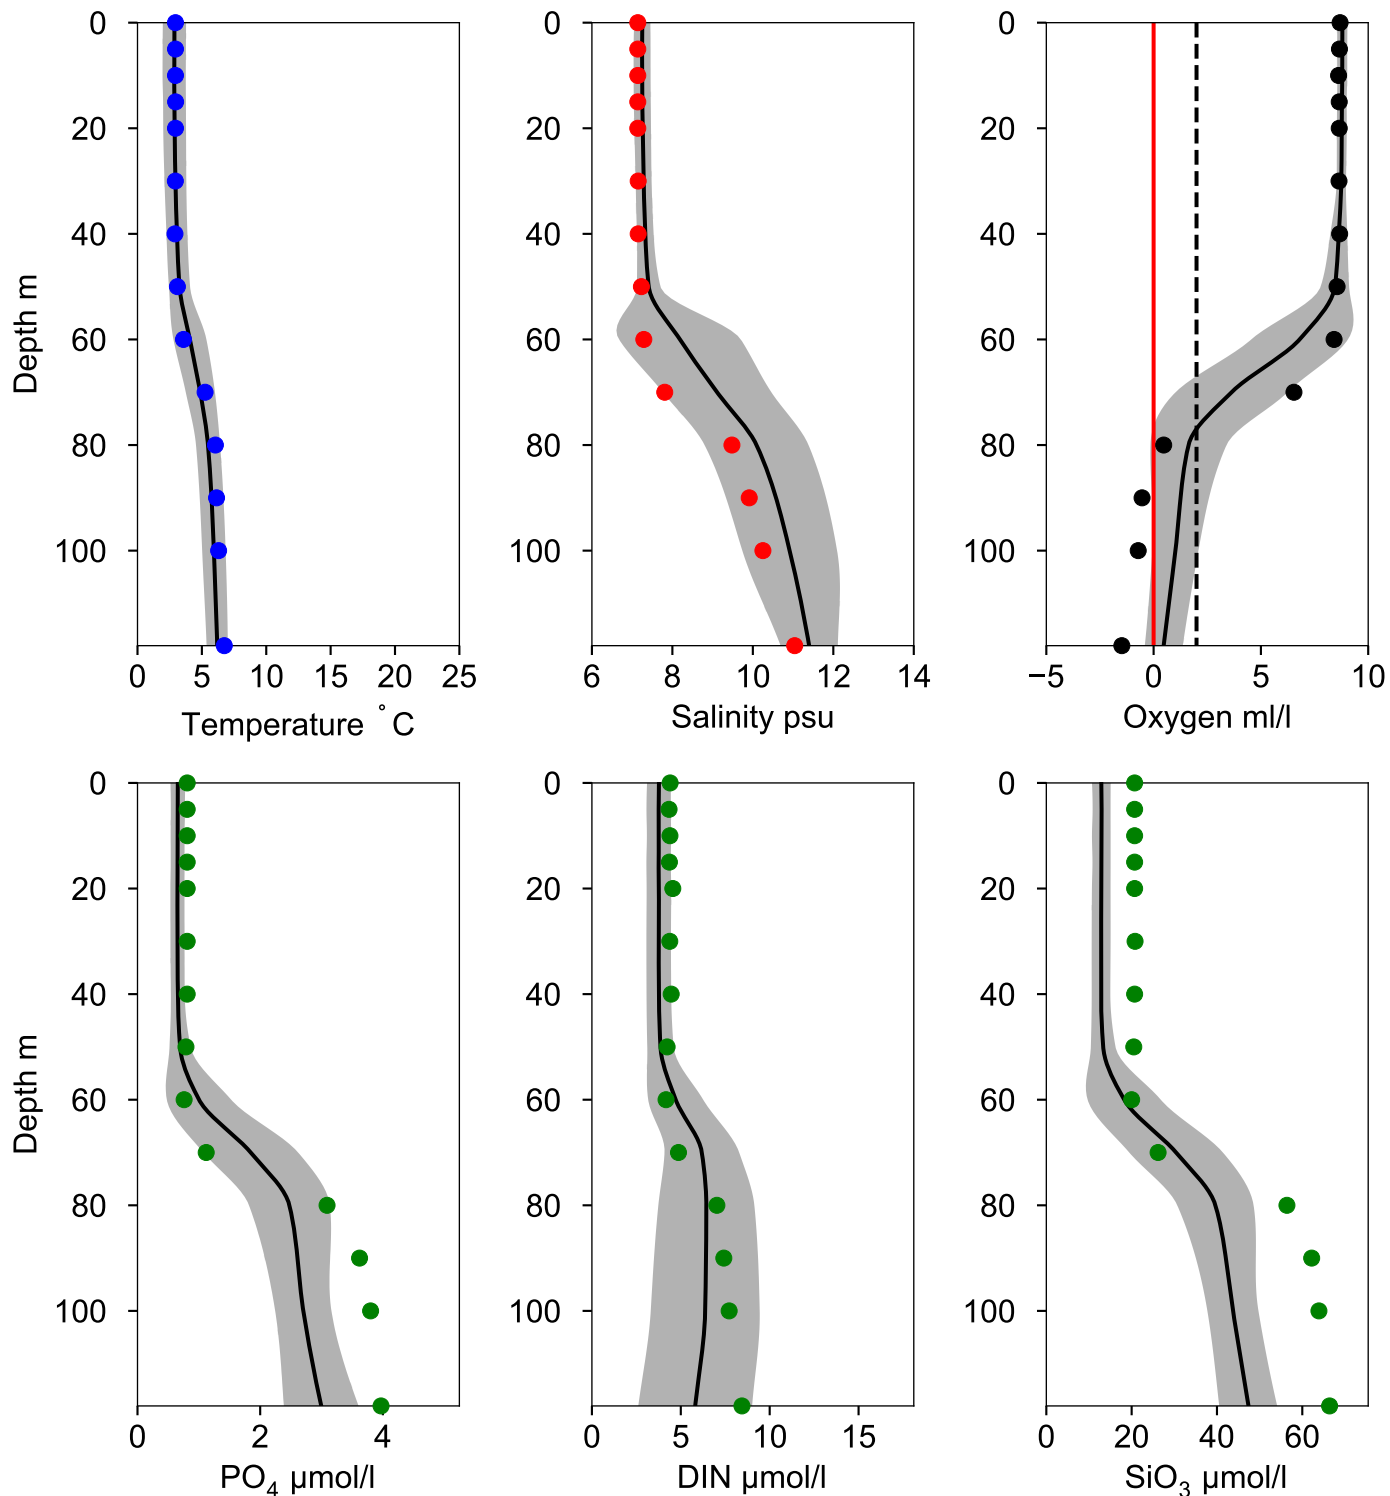 0
20
40
60
80
100
Depth m
0 5 10 15 20 25
Temperature °C
0
20
40
60
80
100
6 8 10 12 14
Salinity psu
0
20
40
60
80
100
−5 0 5 10
Oxygen ml/l
0
20
40
60
80
100
Depth m
0 2 4
PO₄ µmol/l
0
20
40
60
80
100
0 5 10 15
DIN µmol/l
0
20
40
60
80
100
0 20 40 60
SiO₃ µmol/l